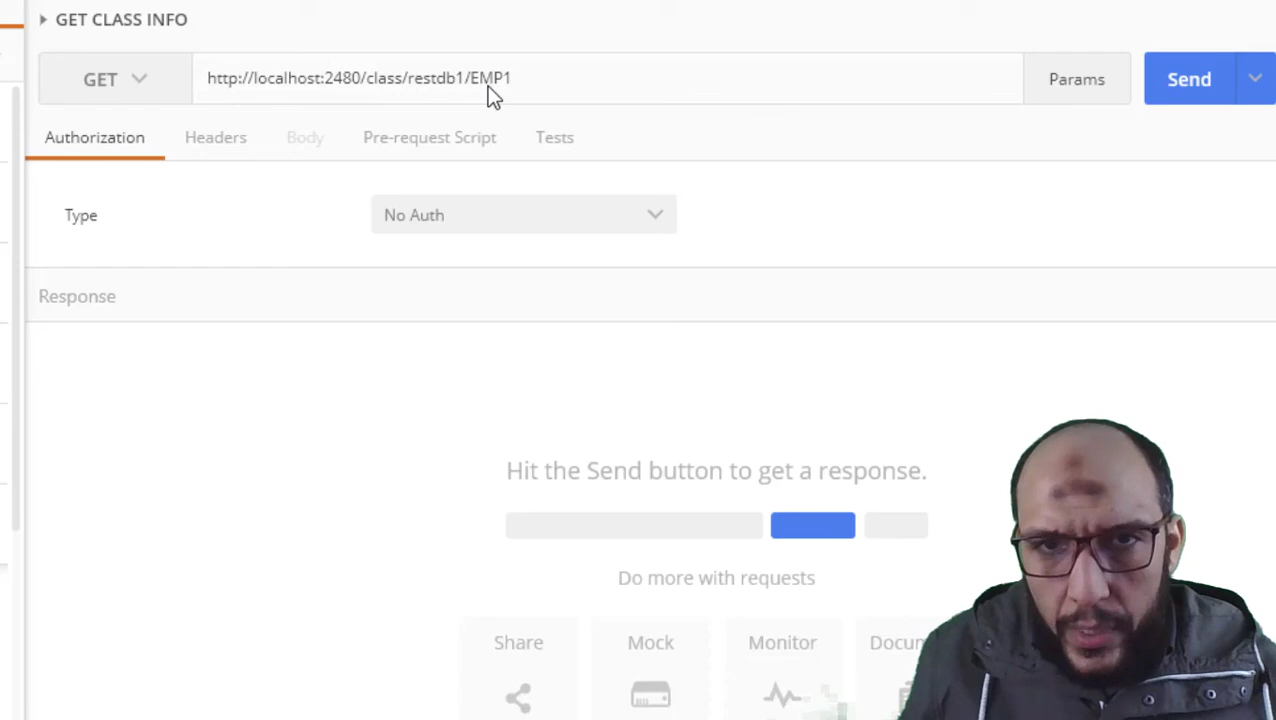 GET CLASS INFO
GET http://localhost:2480/class/restdb1/EMP1 Params Send
Authorization Headers Body Pre-request Script Tests
Type No Auth
Response
Hit the Send button to get a response.
Do more with requests
Share Mock Monitor Docum